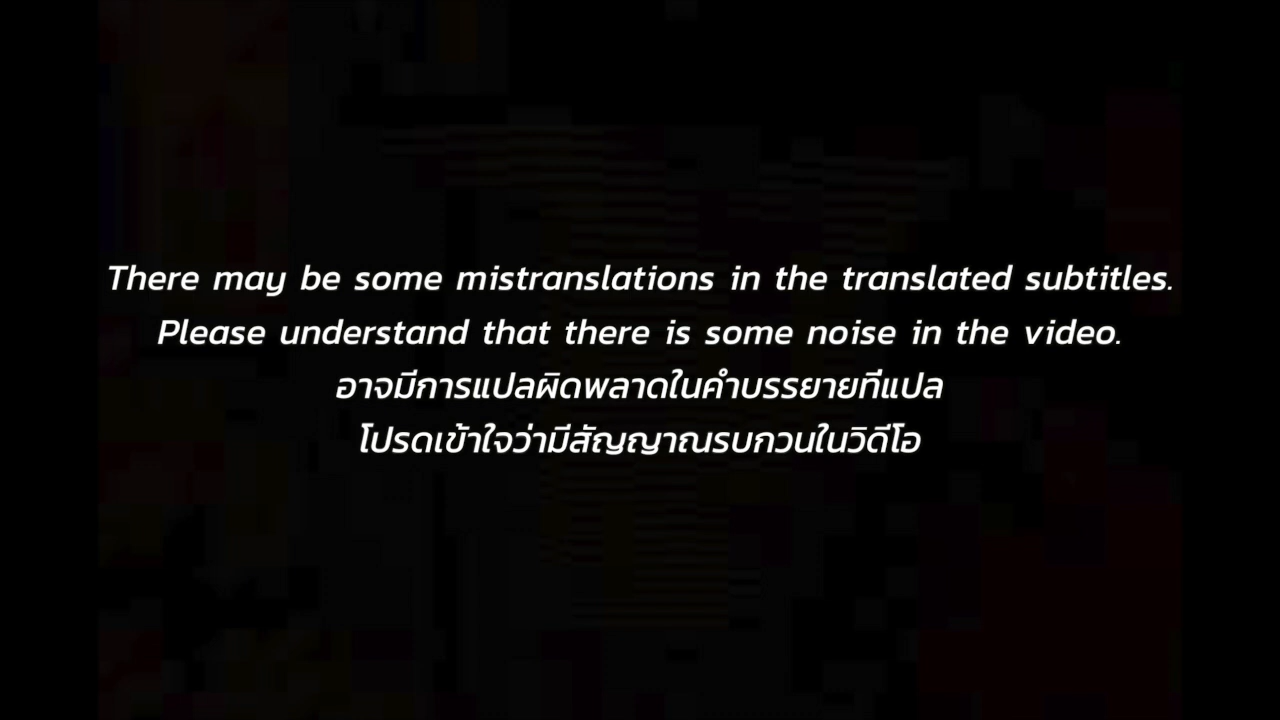 There may be some mistranslations in the translated subtitles.
Please understand that there is some noise in the video.
อาจมีการแปลผิดพลาดในคำบรรยายที่แปล
โปรดเข้าใจว่ามีสัญญาณรบกวนในวิดีโอ